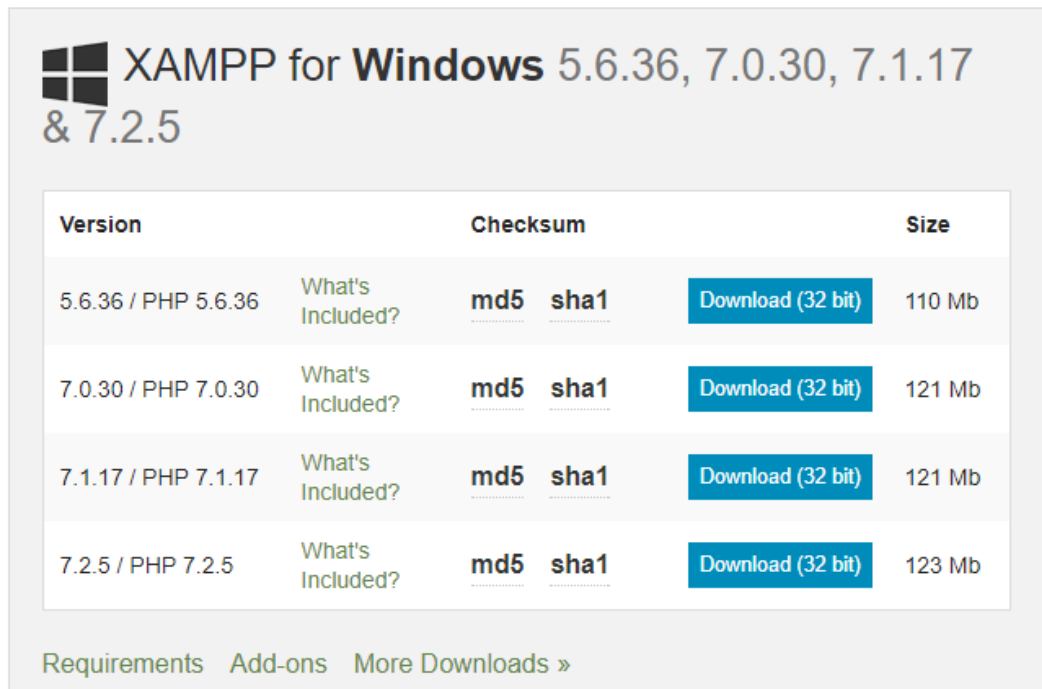 XAMPP for Windows 5.6.36, 7.0.30, 7.1.17
& 7.2.5
Version Checksum Size
5.6.36 / PHP 5.6.36 What's Included? md5 sha1 Download (32 bit) 110 Mb
7.0.30 / PHP 7.0.30 What's Included? md5 sha1 Download (32 bit) 121 Mb
7.1.17 / PHP 7.1.17 What's Included? md5 sha1 Download (32 bit) 121 Mb
7.2.5 / PHP 7.2.5 What's Included? md5 sha1 Download (32 bit) 123 Mb
Requirements Add-ons More Downloads »